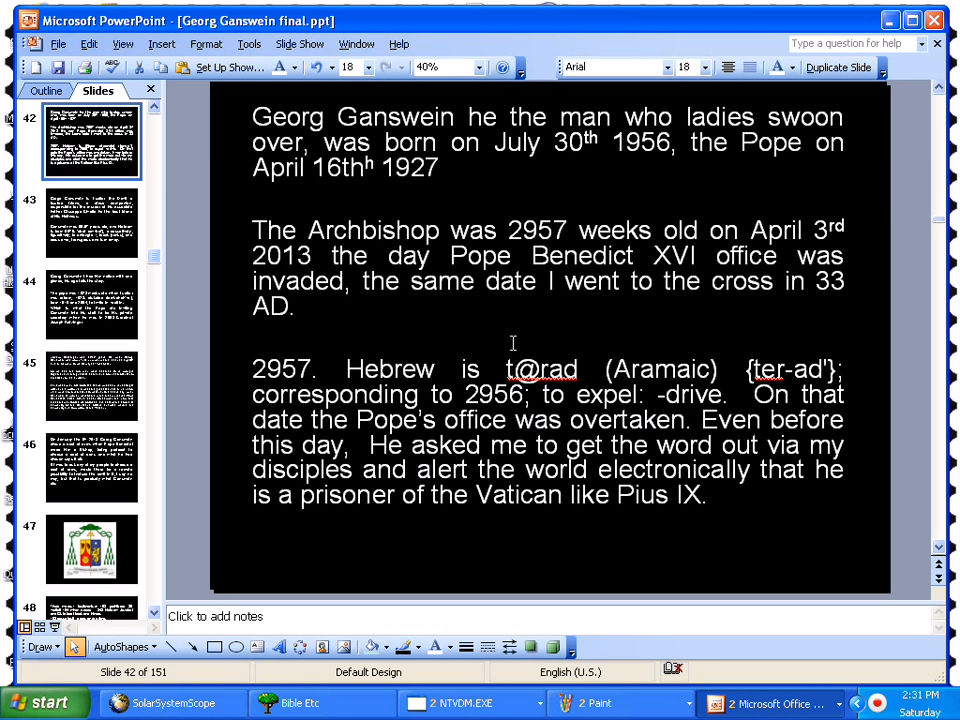 Microsoft PowerPoint - [Georg Ganswein final.ppt]
File Edit View Insert Format Tools Slide Show Window Help
Type a question for help
Set Up Show... A 18 40% Arial 18 A Duplicate Slide
Outline Slides
42
43
44
45
46
47
48
Georg Ganswein he the man who ladies swoon
over, was born on July 30th 1956, the Pope on
April 16thh 1927
The Archbishop was 2957 weeks old on April 3rd
2013 the day Pope Benedict XVI office was
invaded, the same date I went to the cross in 33
AD.
2957. Hebrew is t@rad (Aramaic) {ter-ad'};
corresponding to 2956; to expel: -drive. On that
date the Pope's office was overtaken. Even before
this day, He asked me to get the word out via my
disciples and alert the world electronically that he
is a prisoner of the Vatican like Pius IX.
Click to add notes
Draw AutoShapes A
Slide 42 of 151 Default Design English (U.S.)
start SolarSystemScope Bible Etc 2 NTVDM.EXE 2 Paint 2 Microsoft Office ... 2:31 PM
Saturday